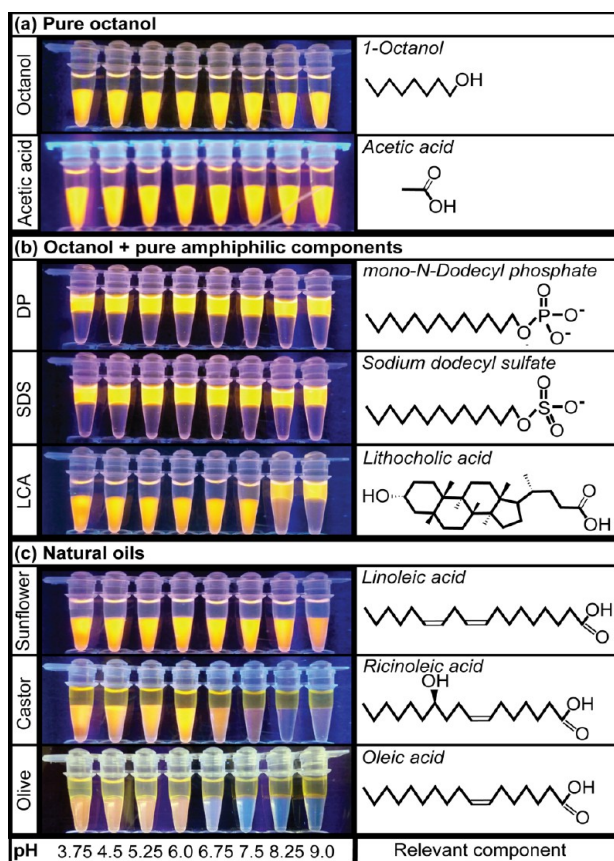 (a) Pure octanol
Octanol
1-Octanol
OH
Acetic acid
Acetic acid
O
OH
(b) Octanol + pure amphiphilic components
DP
mono-N-Dodecyl phosphate
O
O P O-
O-
SDS
Sodium dodecyl sulfate
O
O S O-
O
LCA
Lithocholic acid
HO
O
OH
(c) Natural oils
Sunflower
Linoleic acid
OH
O
Castor
Ricinoleic acid
OH
OH
O
Olive
Oleic acid
OH
O
pH 3.75 4.5 5.25 6.0 6.75 7.5 8.25 9.0 Relevant component